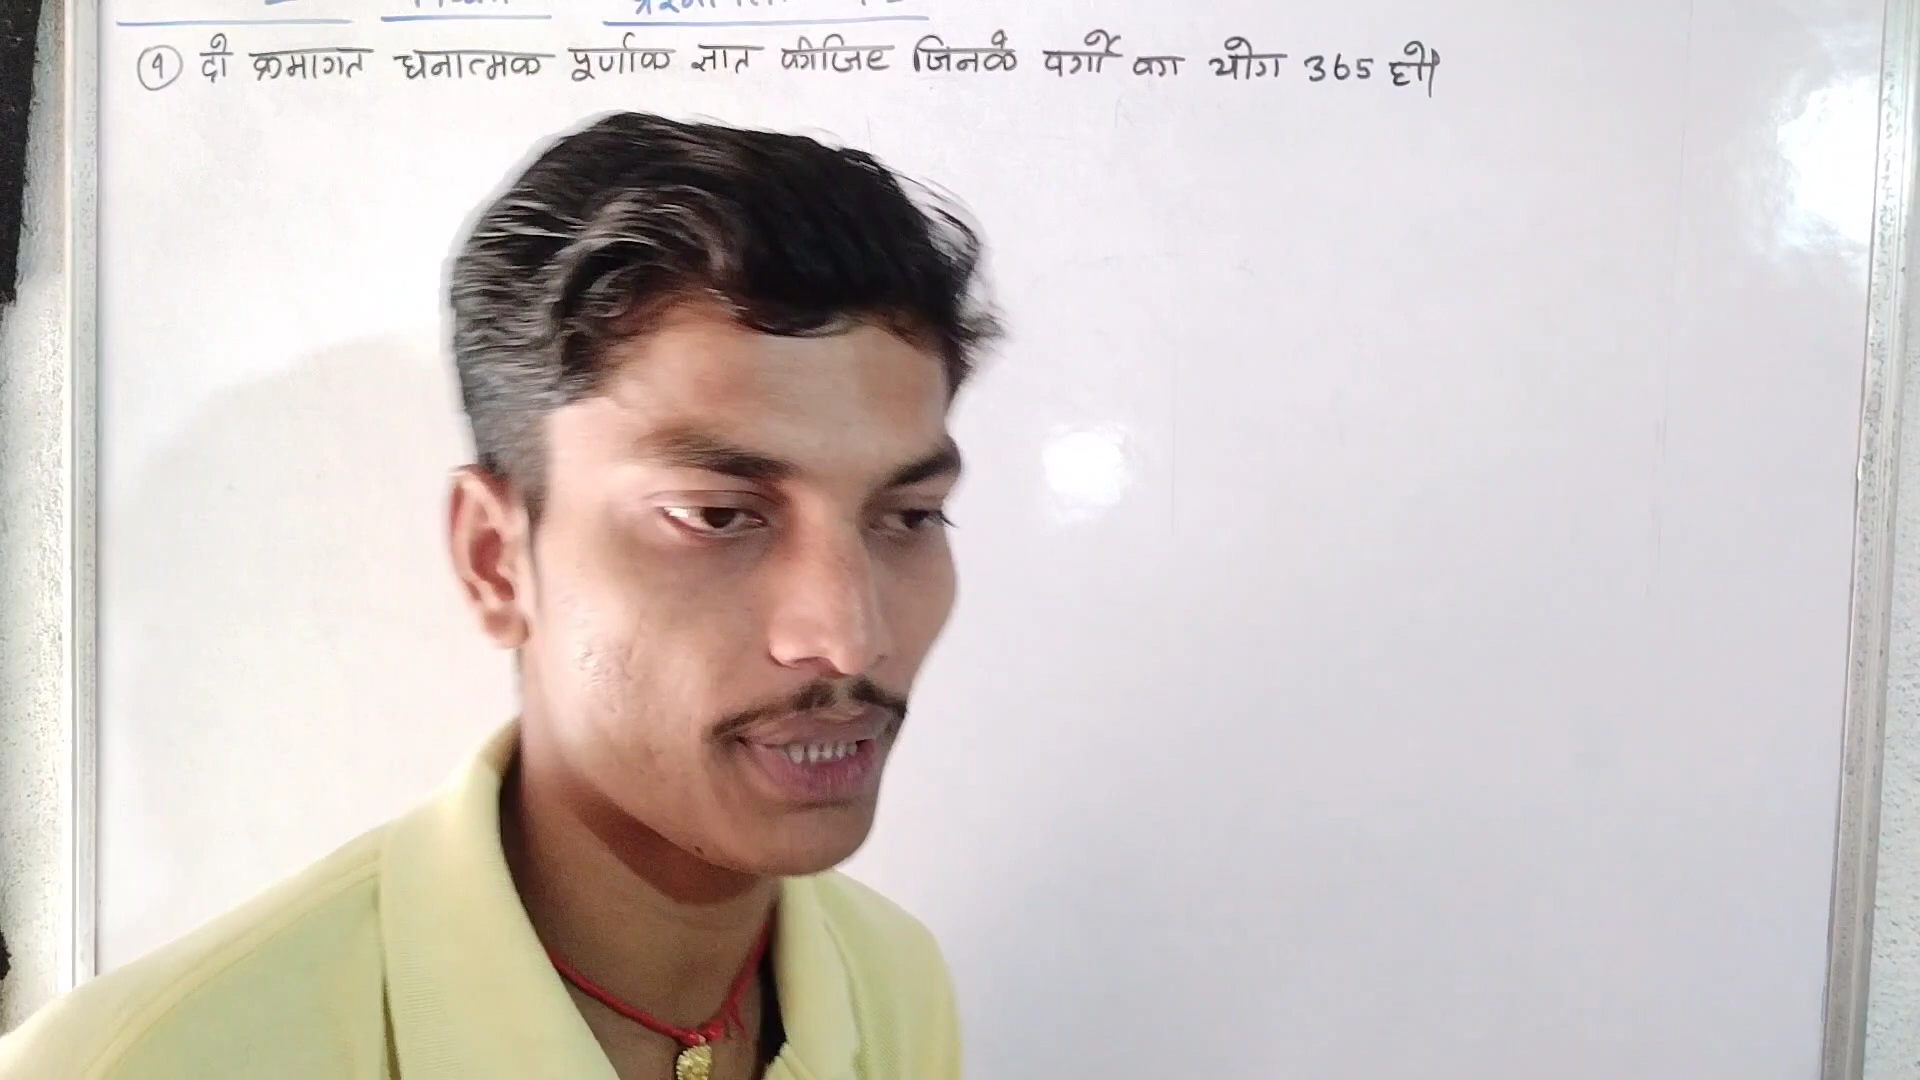 ① दो क्रमागत धनात्मक पूर्णांक ज्ञात कीजिए जिनके वर्गों का योग 365 हो।